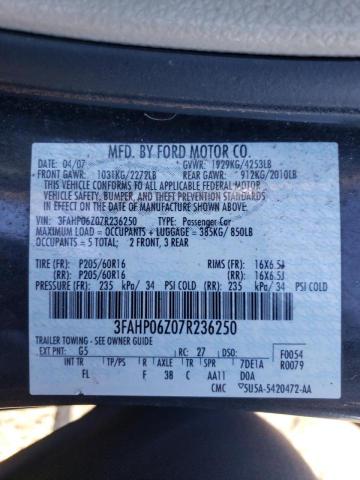 MFD. BY FORD MOTOR CO.
DATE: 04/07 GVWR: 1929KG/4253LB
FRONT GAWR: 1031KG/2272LB REAR GAWR: 912KG/2010LB
THIS VEHICLE CONFORMS TO ALL APPLICABLE FEDERAL MOTOR VEHICLE
SAFETY, BUMPER, AND THEFT PREVENTION STANDARDS IN EFFECT ON THE DATE OF
MANUFACTURE SHOWN ABOVE.
VIN: 3FAHP06Z07R236250 TYPE: Passenger Car
MAXIMUM LOAD = OCCUPANTS + LUGGAGE = 385KG/850LB
OCCUPANTS = 5 TOTAL; 2 FRONT, 3 REAR
TIRE (FR): P205/60R16 RIMS (FR): 16X6.5J
(RR): P205/60R16 (RR): 16X6.5J
PRESSURE (FR): 235 kPa/ 34 PSI COLD (RR): 235 kPa/ 34 PSI COLD
3FAHP06Z07R236250
TRAILER TOWING - SEE OWNER GUIDE
EXT PNT: G5 RC: 27 DSO: F0054
INT TR TP/PS R AXLE TR 7DE1A R0079
FL F 38 C AA11 D0A
CMC 5U5A-5420472-AA